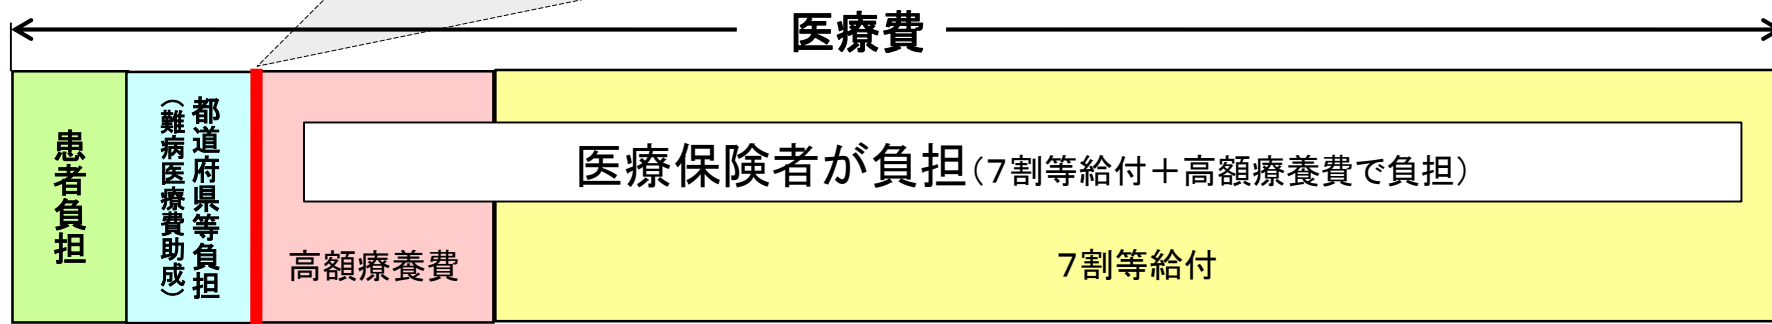 医療費
患者負担
都道府県等負担
（難病医療費助成）
医療保険者が負担（７割等給付＋高額療養費で負担）
高額療養費
７割等給付